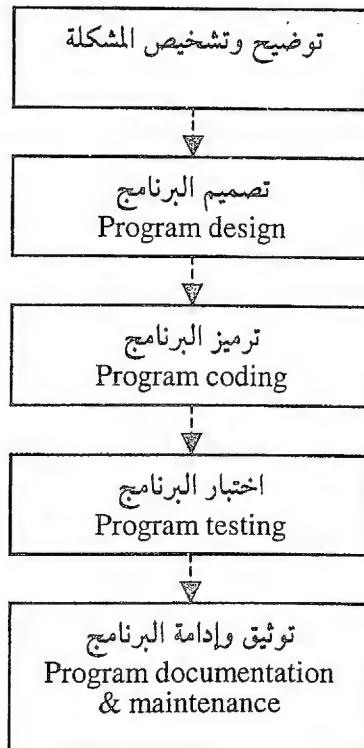 توضيح وتشخيص المشكلة
تصميم البرنامج
Program design
ترميز البرنامج
Program coding
اختبار البرنامج
Program testing
توثيق وإدامة البرنامج
Program documentation
& maintenance